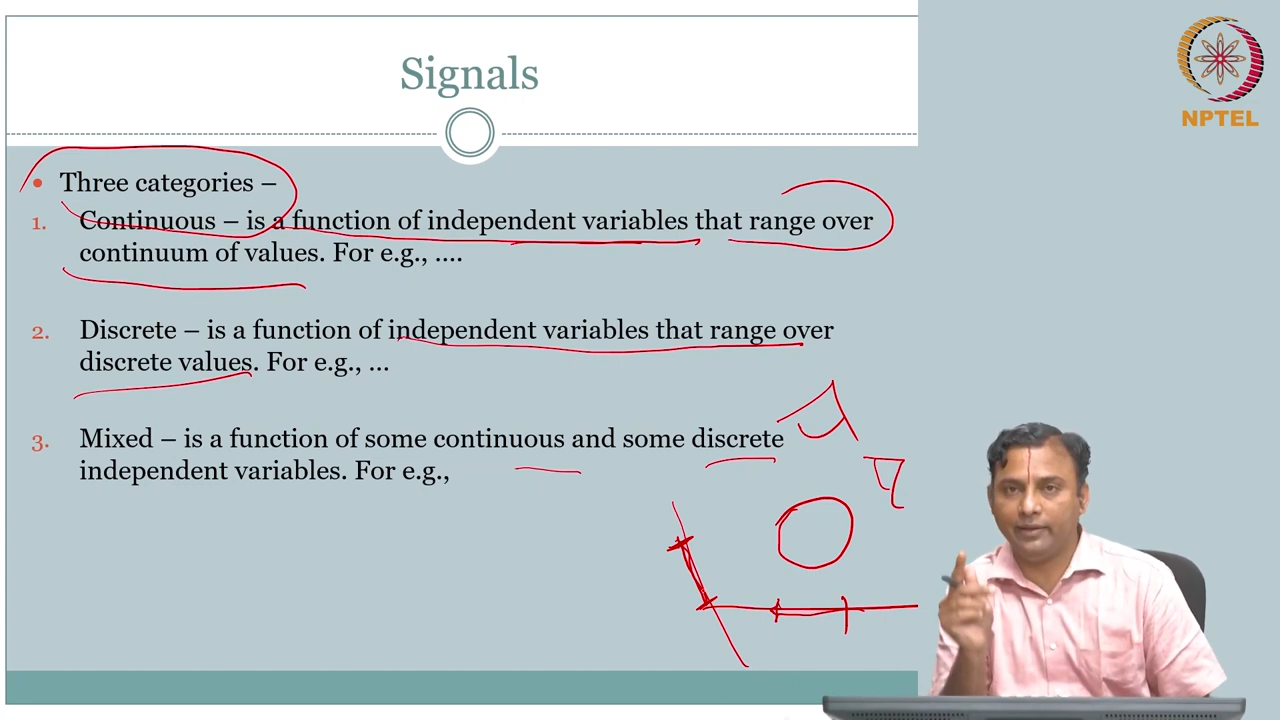 Signals
NPTEL
• Three categories –
1. Continuous – is a function of independent variables that range over
continuum of values. For e.g., ....
2. Discrete – is a function of independent variables that range over
discrete values. For e.g., ...
3. Mixed – is a function of some continuous and some discrete
independent variables. For e.g.,